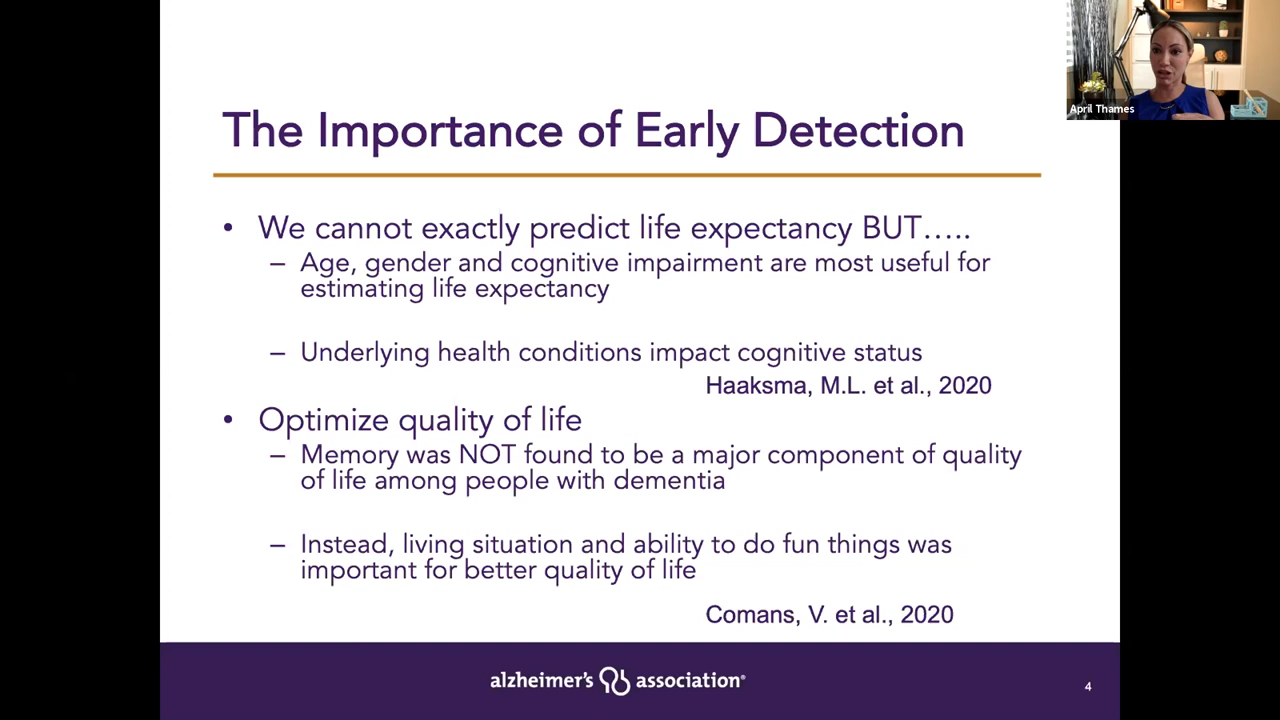 April Thames
The Importance of Early Detection
• We cannot exactly predict life expectancy BUT…..
– Age, gender and cognitive impairment are most useful for
estimating life expectancy
– Underlying health conditions impact cognitive status
Haaksma, M.L. et al., 2020
• Optimize quality of life
– Memory was NOT found to be a major component of quality
of life among people with dementia
– Instead, living situation and ability to do fun things was
important for better quality of life
Comans, V. et al., 2020
alzheimer's association®
4